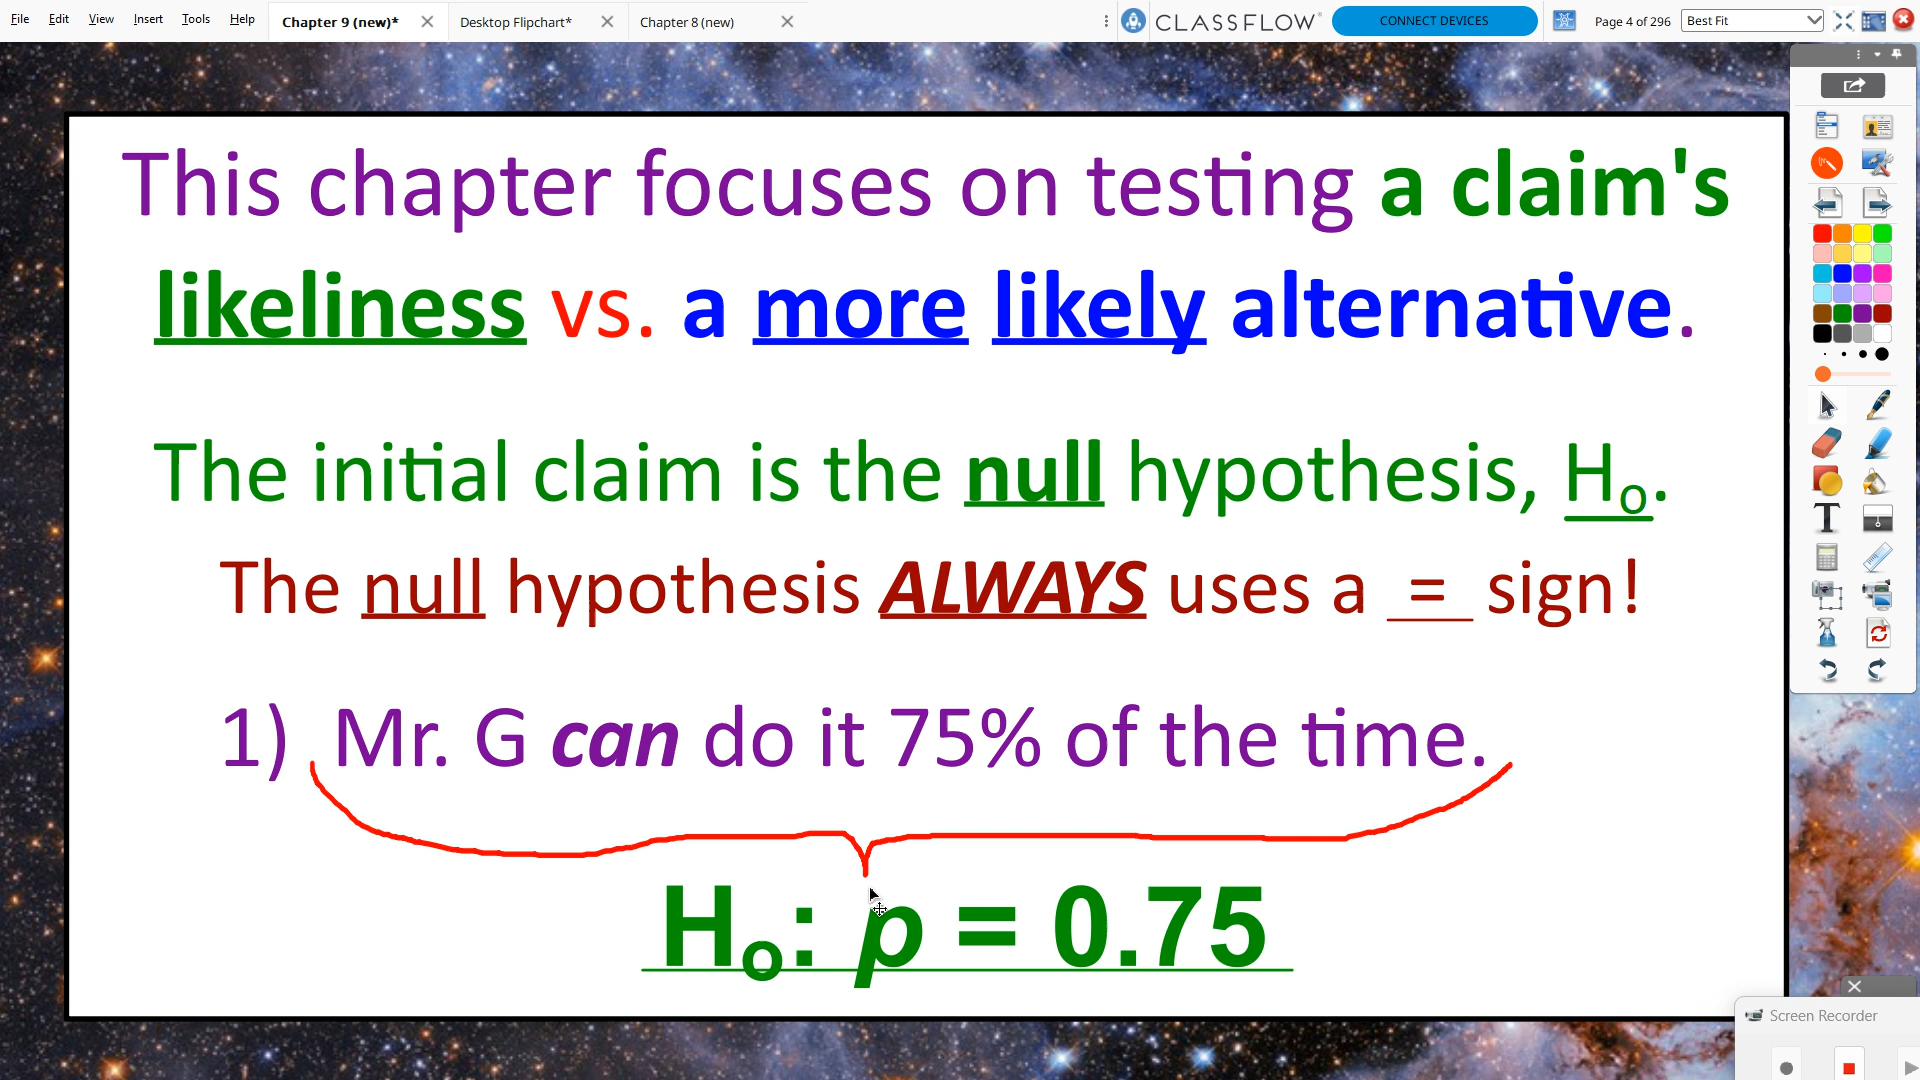 File Edit View Insert Tools Help Chapter 9 (new)* Desktop Flipchart* Chapter 8 (new) CLASSFLOW CONNECT DEVICES Page 4 of 296 Best Fit
This chapter focuses on testing a claim's
likeliness vs. a more likely alternative.
The initial claim is the null hypothesis, Ho.
The null hypothesis ALWAYS uses a = sign!
1) Mr. G can do it 75% of the time.
Ho: p = 0.75
Screen Recorder